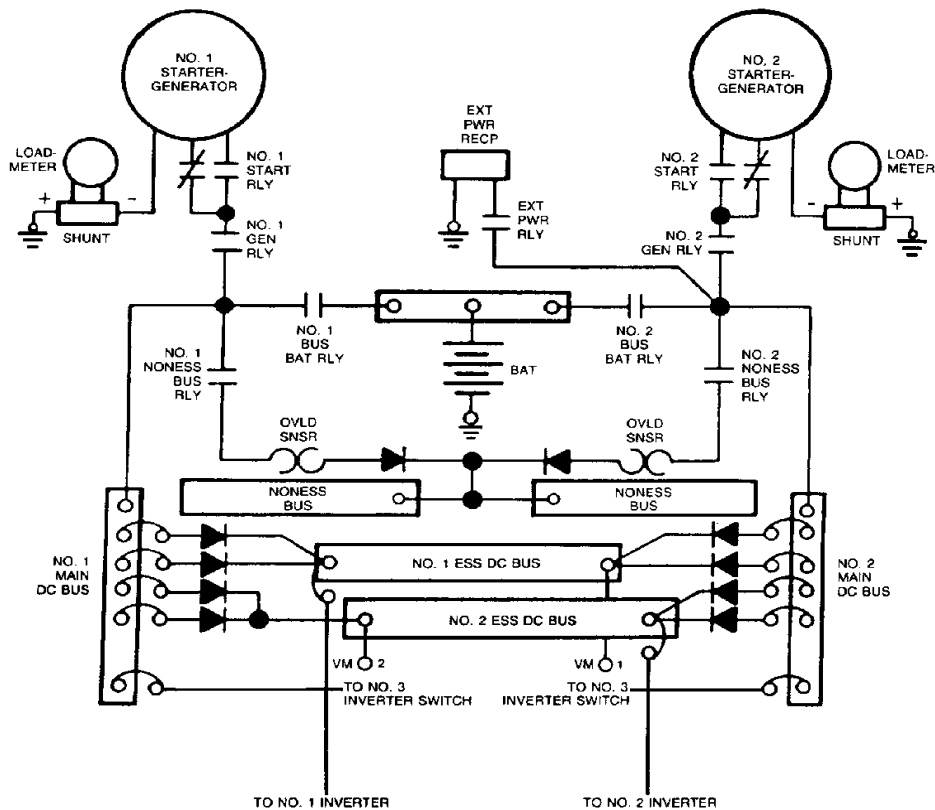 NO. 1
STARTER-
GENERATOR
NO, 2
STARTER-
GENERATOR
EXT
PWR
RECP
LOAD-
METER
+
-
SHUNT
NO. 1
START
RLY
NO. 1
GEN
RLY
EXT
PWR
RLY
NO. 2
START
RLY
NO. 2
GEN RLY
LOAD-
METER
-
+
SHUNT
NO. 1
BUS
BAT RLY
NO. 2
BUS
BAT RLY
NO. 1
NONESS
BUS
RLY
BAT
NO. 2
NONESS
BUS
RLY
OVLD
SNSR
OVLD
SNSR
NONESS
BUS
NONESS
BUS
NO. 1
MAIN
DC BUS
NO. 1 ESS DC BUS
NO. 2
MAIN
DC BUS
NO. 2 ESS DC BUS
VM 2
VM 1
TO NO. 3
INVERTER SWITCH
TO NO. 3
INVERTER SWITCH
TO NO. 1 INVERTER
TO NO. 2 INVERTER